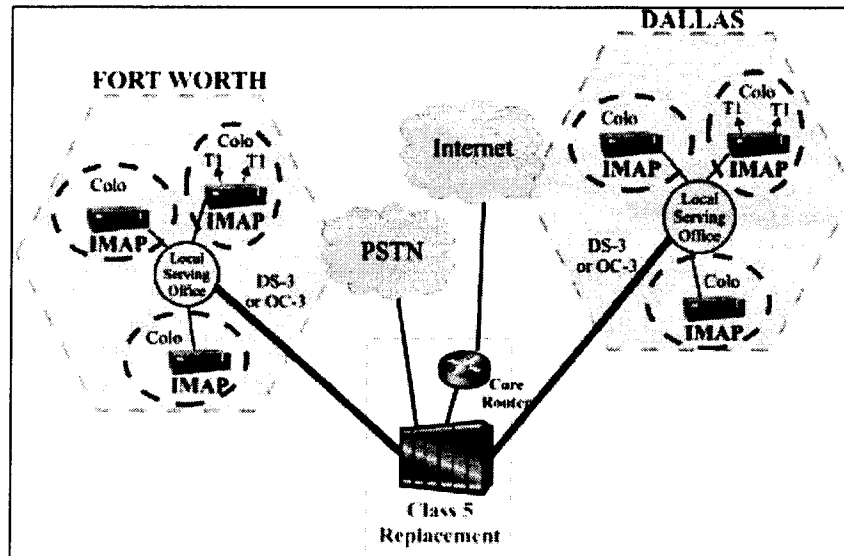 DALLAS
FORT WORTH
Colo
T1 T1
IMAP
Colo
IMAP
Local
Serving
Office
Colo
IMAP
DS-3
or OC-3
Internet
PSTN
Colo
IMAP
Colo
T1 T1
IMAP
Local
Serving
Office
DS-3
or OC-3
Colo
IMAP
Core
Router
Class 5
Replacement